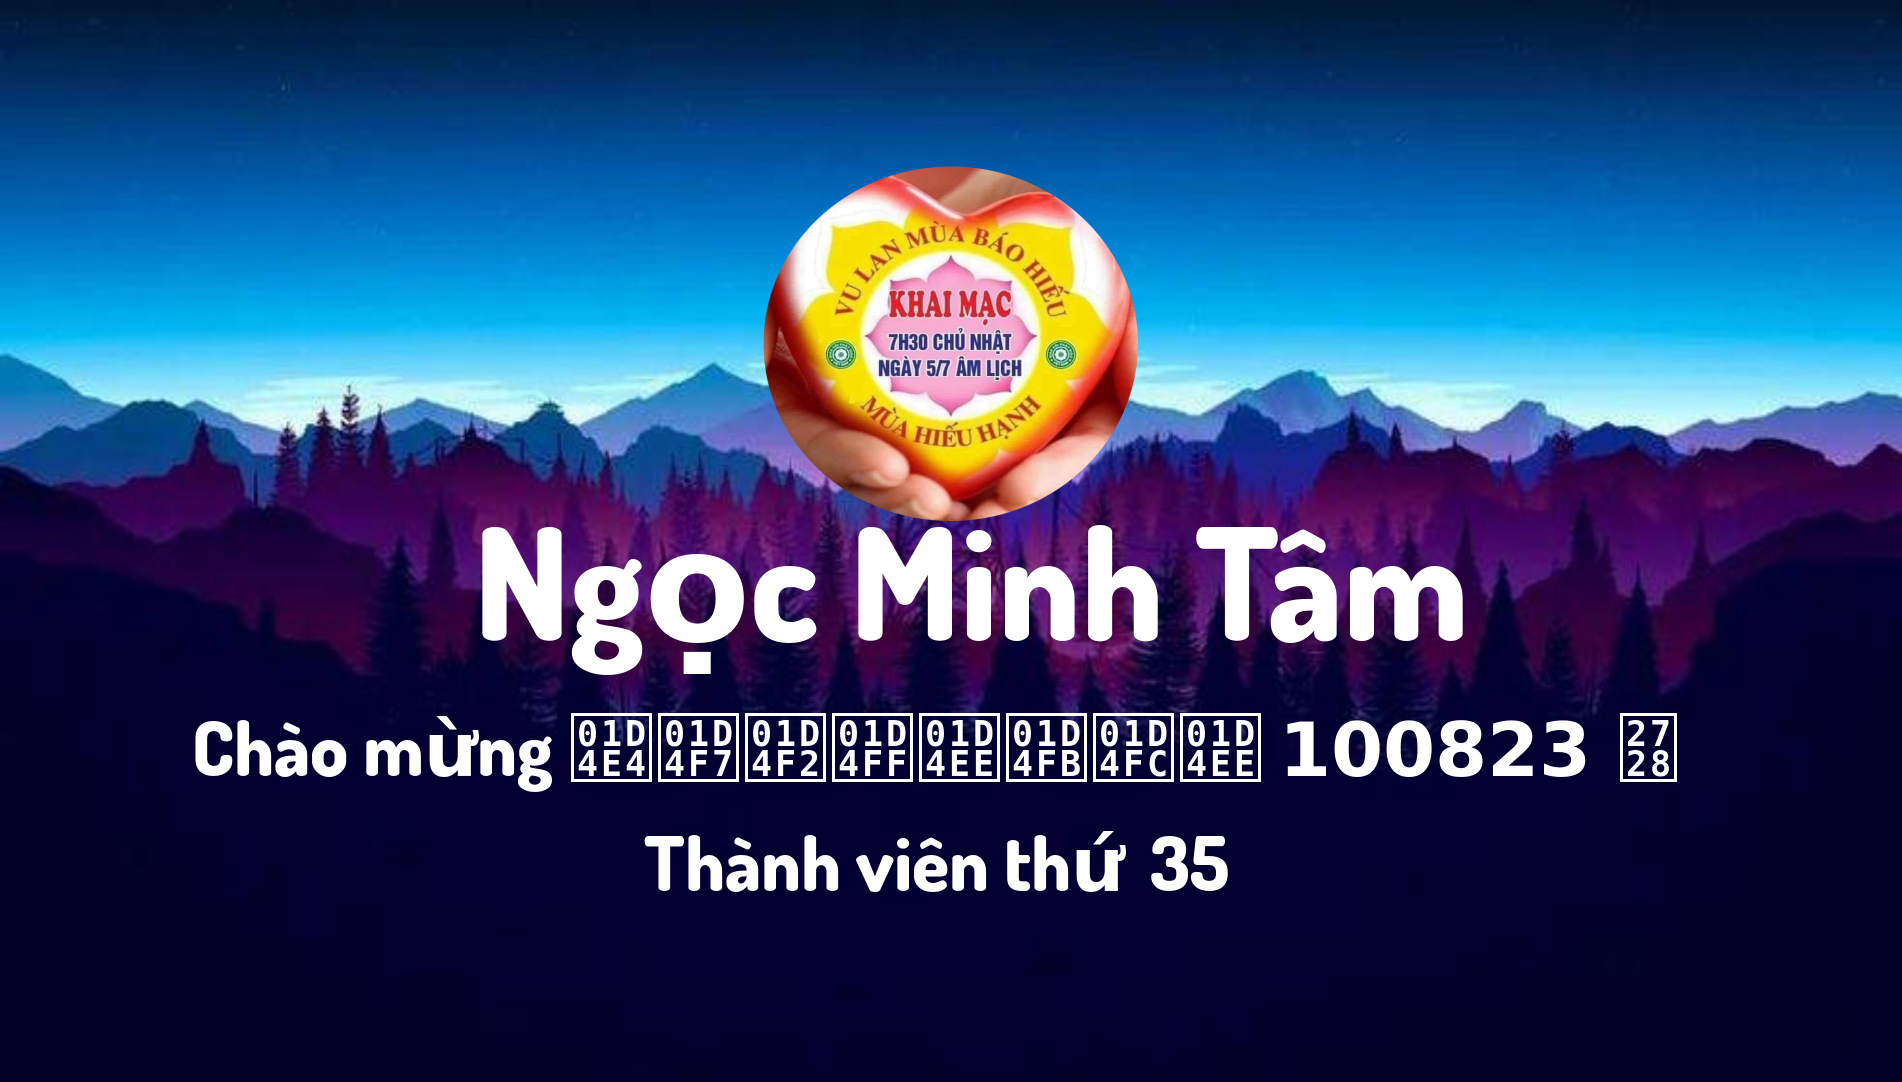 VU LAN MÙA BÁO HIẾU
KHAI MẠC
7H30 CHỦ NHẬT
NGÀY 5/7 ÂM LỊCH
MÙA HIẾU HẠNH
Ngọc Minh Tâm
Chào mừng 𝓤𝓷𝓲𝓿𝓮𝓻𝓼𝓮 100823 ✨
Thành viên thứ 35